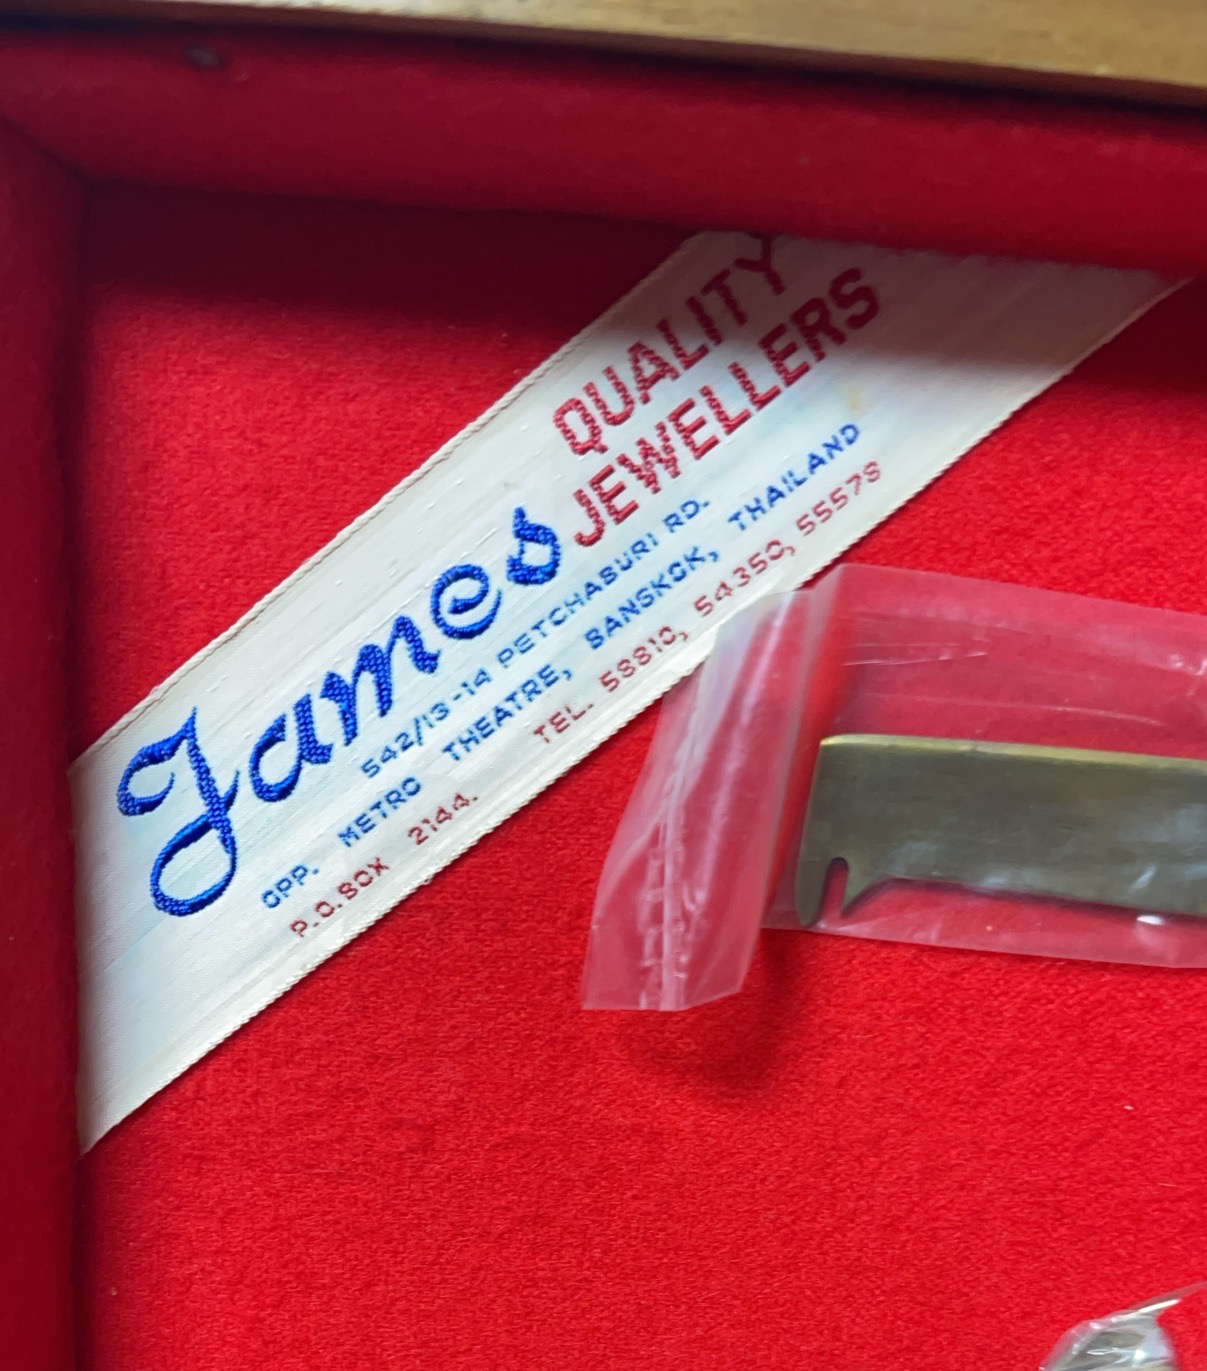 James
QUALITY
JEWELLERS
542/13-14 PETCHABURI RD.
OPP. METRO THEATRE, BANGKOK, THAILAND
P.O.BOX 2144. TEL. 58810, 54350, 55578